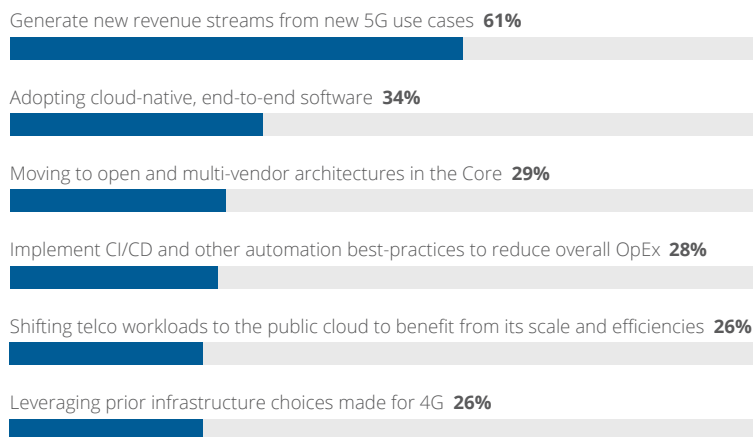 Generate new revenue streams from new 5G use cases 61%
Adopting cloud-native, end-to-end software 34%
Moving to open and multi-vendor architectures in the Core 29%
Implement CI/CD and other automation best-practices to reduce overall OpEx 28%
Shifting telco workloads to the public cloud to benefit from its scale and efficiencies 26%
Leveraging prior infrastructure choices made for 4G 26%